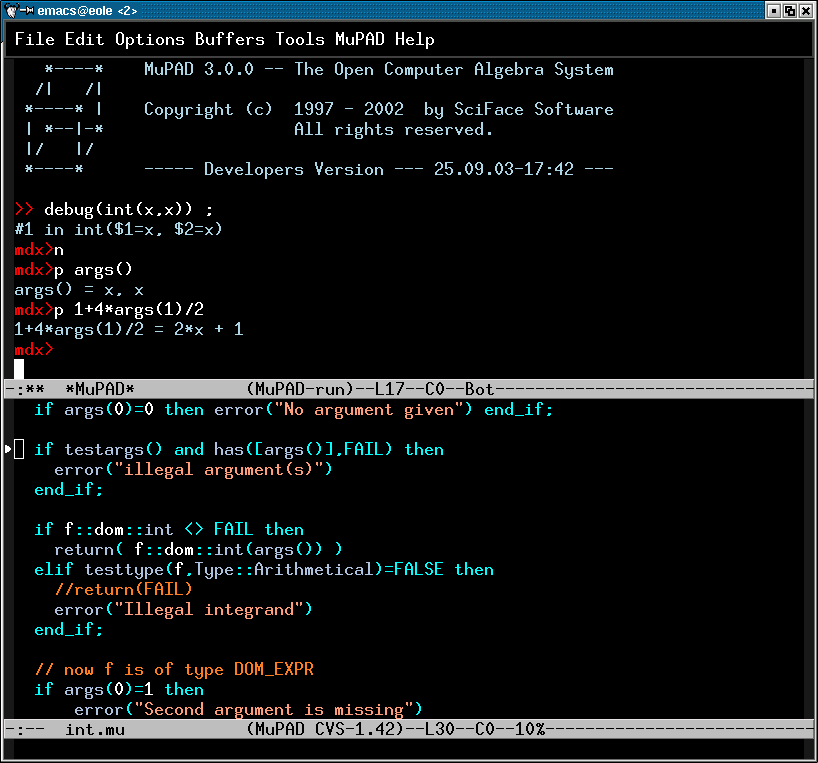 emacs@eole <2>
File Edit Options Buffers Tools MuPAD Help
   *----*    MuPAD 3.0.0 -- The Open Computer Algebra System
  /|   /|
 *----* |    Copyright (c)  1997 - 2002  by SciFace Software
 | *--|-*                   All rights reserved.
 |/   |/
 *----*      ----- Developers Version --- 25.09.03-17:42 ---
>> debug(int(x,x)) ;
#1 in int($1=x, $2=x)
mdx>n
mdx>p args()
args() = x, x
mdx>p 1+4*args(1)/2
1+4*args(1)/2 = 2*x + 1
mdx>
-:**  *MuPAD*           (MuPAD-run)--L17--C0--Bot--------------------------------
  if args(0)=0 then error("No argument given") end_if;
  if testargs() and has([args()],FAIL) then
    error("illegal argument(s)")
  end_if;
  if f::dom::int <> FAIL then
    return( f::dom::int(args()) )
  elif testtype(f,Type::Arithmetical)=FALSE then
    //return(FAIL)
    error("Illegal integrand")
  end_if;
  // now f is of type DOM_EXPR
  if args(0)=1 then
      error("Second argument is missing")
-:--  int.mu            (MuPAD CVS-1.42)--L30--C0--10%---------------------------